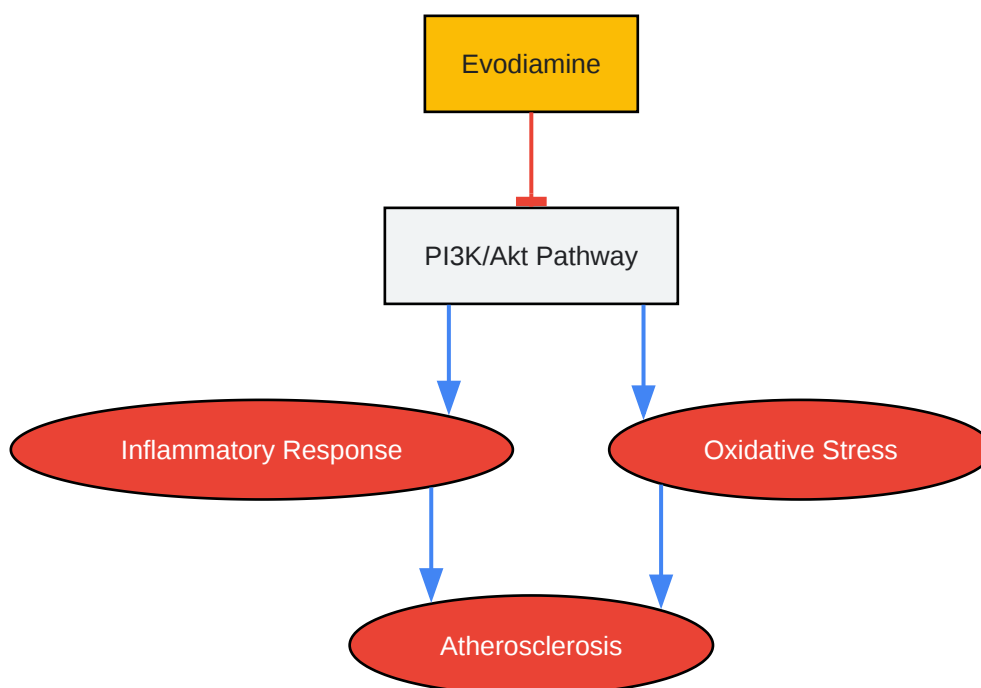 Evodiamine
PI3K/Akt Pathway
Inflammatory Response
Oxidative Stress
Atherosclerosis